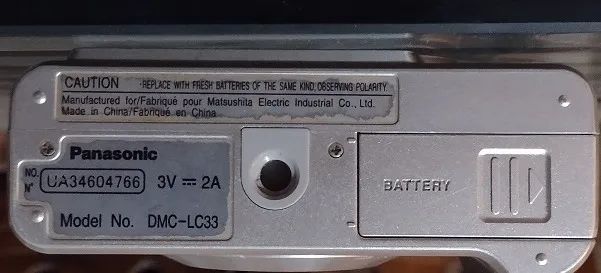 CAUTION ·REPLACE WITH FRESH BATTERIES OF THE SAME KIND, OBSERVING POLARITY.
Manufactured for/Fabriqué pour Matsushita Electric Industrial Co., Ltd.
Made in China/Fabriqué en China
Panasonic
NO.
N° UA34604766 3V ⎓ 2A
Model No. DMC-LC33
BATTERY